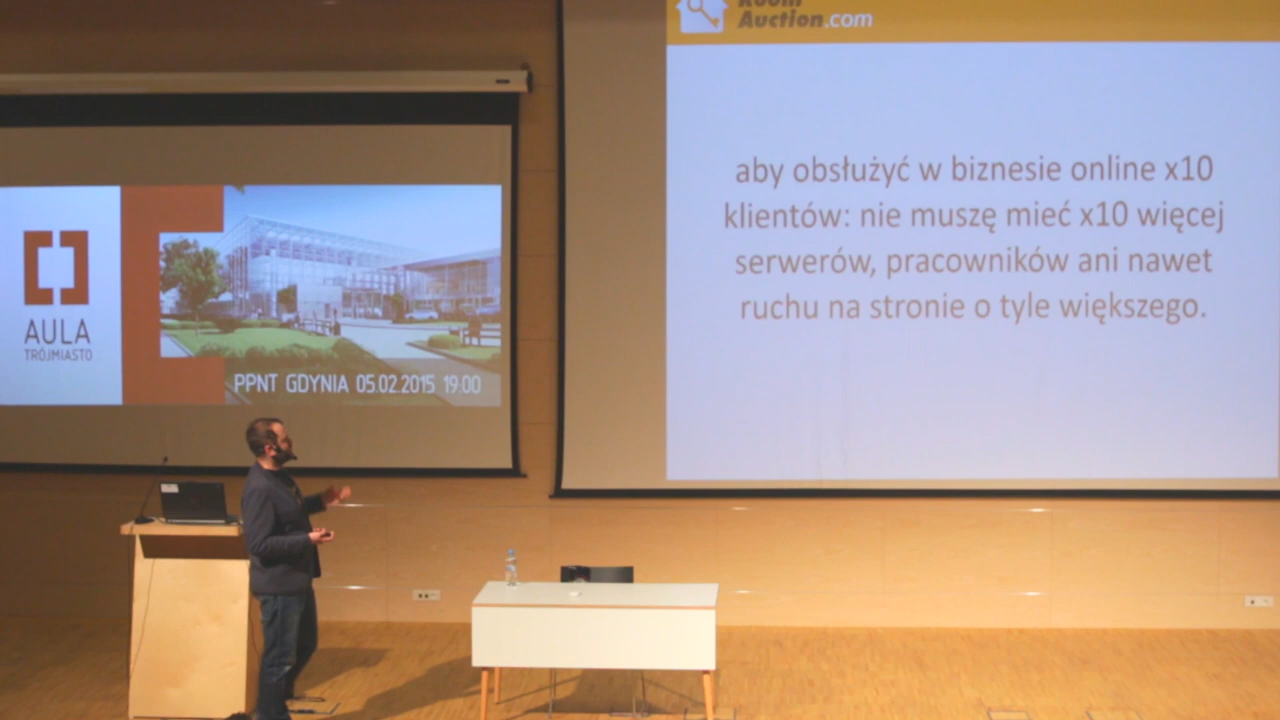 Room
Auction.com
aby obsłużyć w biznesie online x10
klientów: nie muszę mieć x10 więcej
serwerów, pracowników ani nawet
ruchu na stronie o tyle większego.
AULA
TRÓJMIASTO
PPNT GDYNIA 05.02.2015 19:00